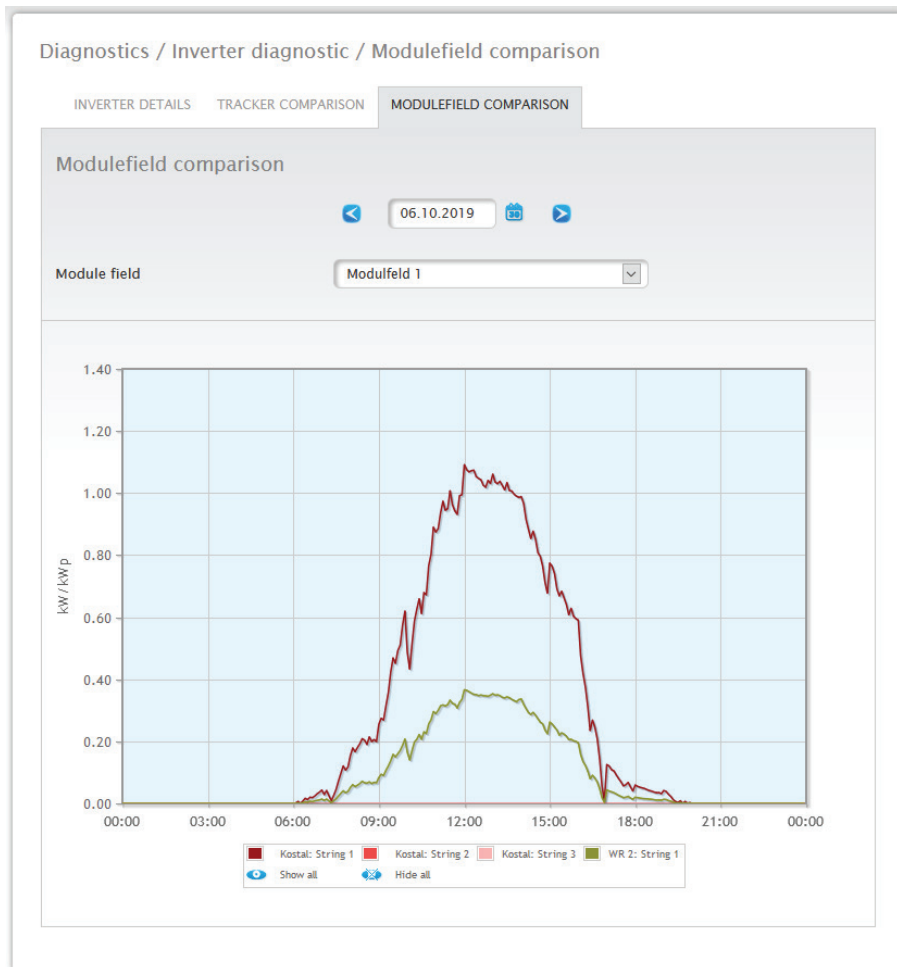 Diagnostics / Inverter diagnostic / Modulefield comparison
INVERTER DETAILS TRACKER COMPARISON MODULEFIELD COMPARISON
Modulefield comparison
06.10.2019 30
Module field Modulfeld 1
1.40
1.20
1.00
0.80
0.60
0.40
0.20
0.00
kW/kWp
00:00 03:00 06:00 09:00 12:00 15:00 18:00 21:00 00:00
Kostal: String 1 Kostal: String 2 Kostal: String 3 WR 2: String 1
Show all Hide all